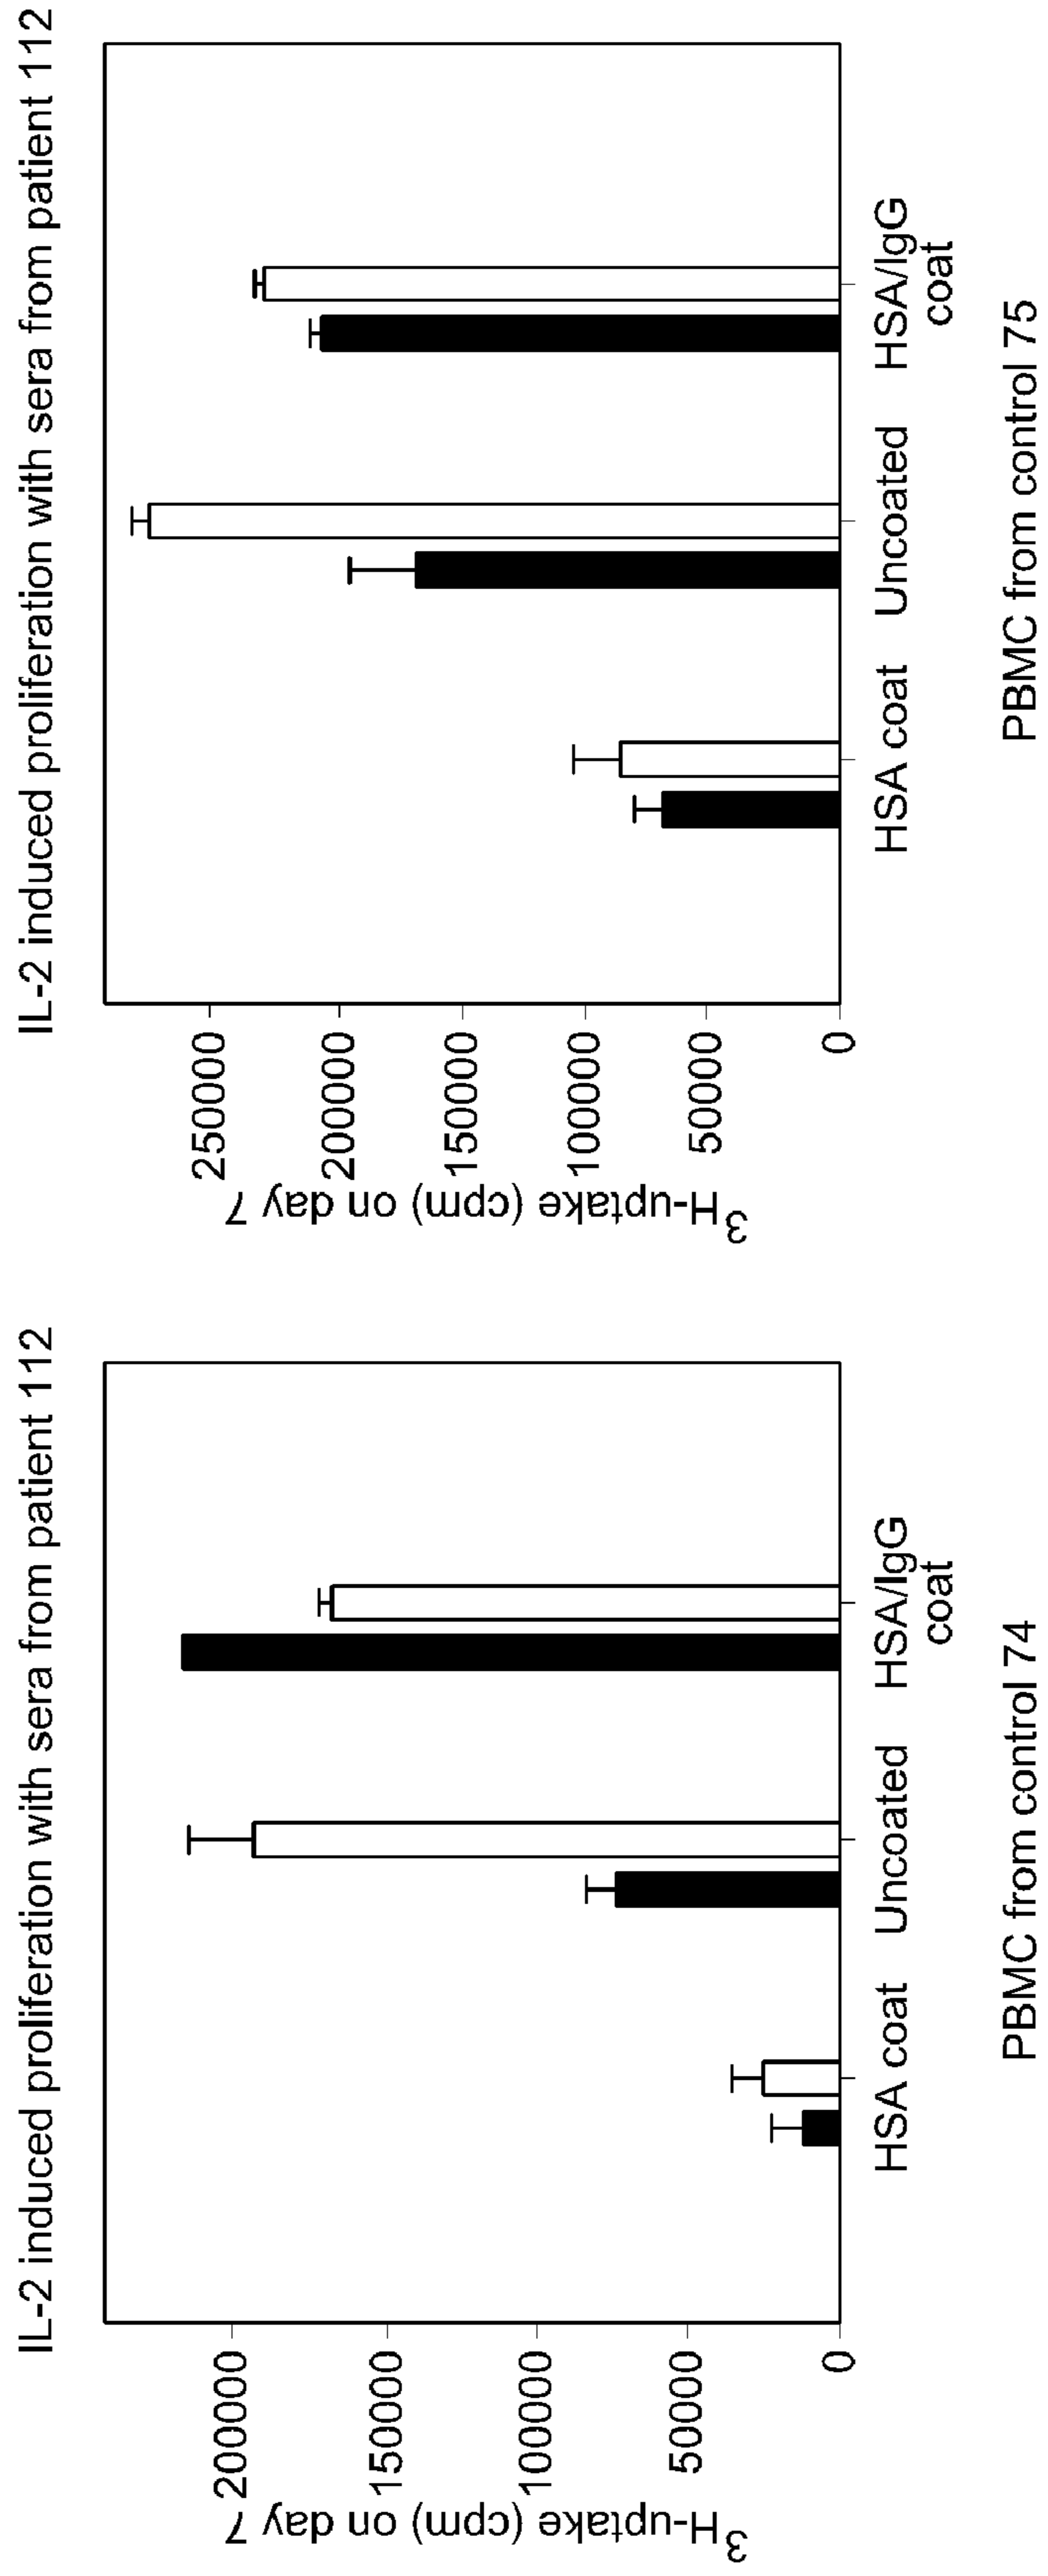 IL-2 induced proliferation with sera from patient 112
3H-uptake (cpm) on day 7
200000
150000
100000
50000
0
HSA coat Uncoated HSA/IgG
coat
PBMC from control 74
IL-2 induced proliferation with sera from patient 112
3H-uptake (cpm) on day 7
250000
200000
150000
100000
50000
0
HSA coat Uncoated HSA/IgG
coat
PBMC from control 75